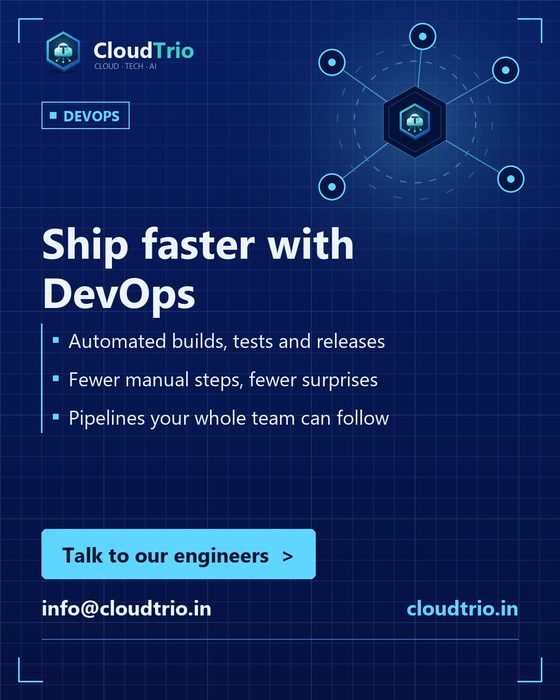 CloudTrio
CLOUD · TECH · AI
DEVOPS
Ship faster with
DevOps
Automated builds, tests and releases
Fewer manual steps, fewer surprises
Pipelines your whole team can follow
Talk to our engineers >
info@cloudtrio.in
cloudtrio.in